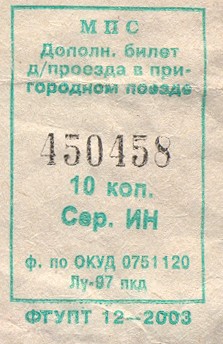 МПС
Дополн. билет
д/проезда в при-
городном поезде
450458
10 коп.
Сер. ИН
ф. по ОКУД 0751120
Лу-97 пкд
ФГУПТ 12—2003